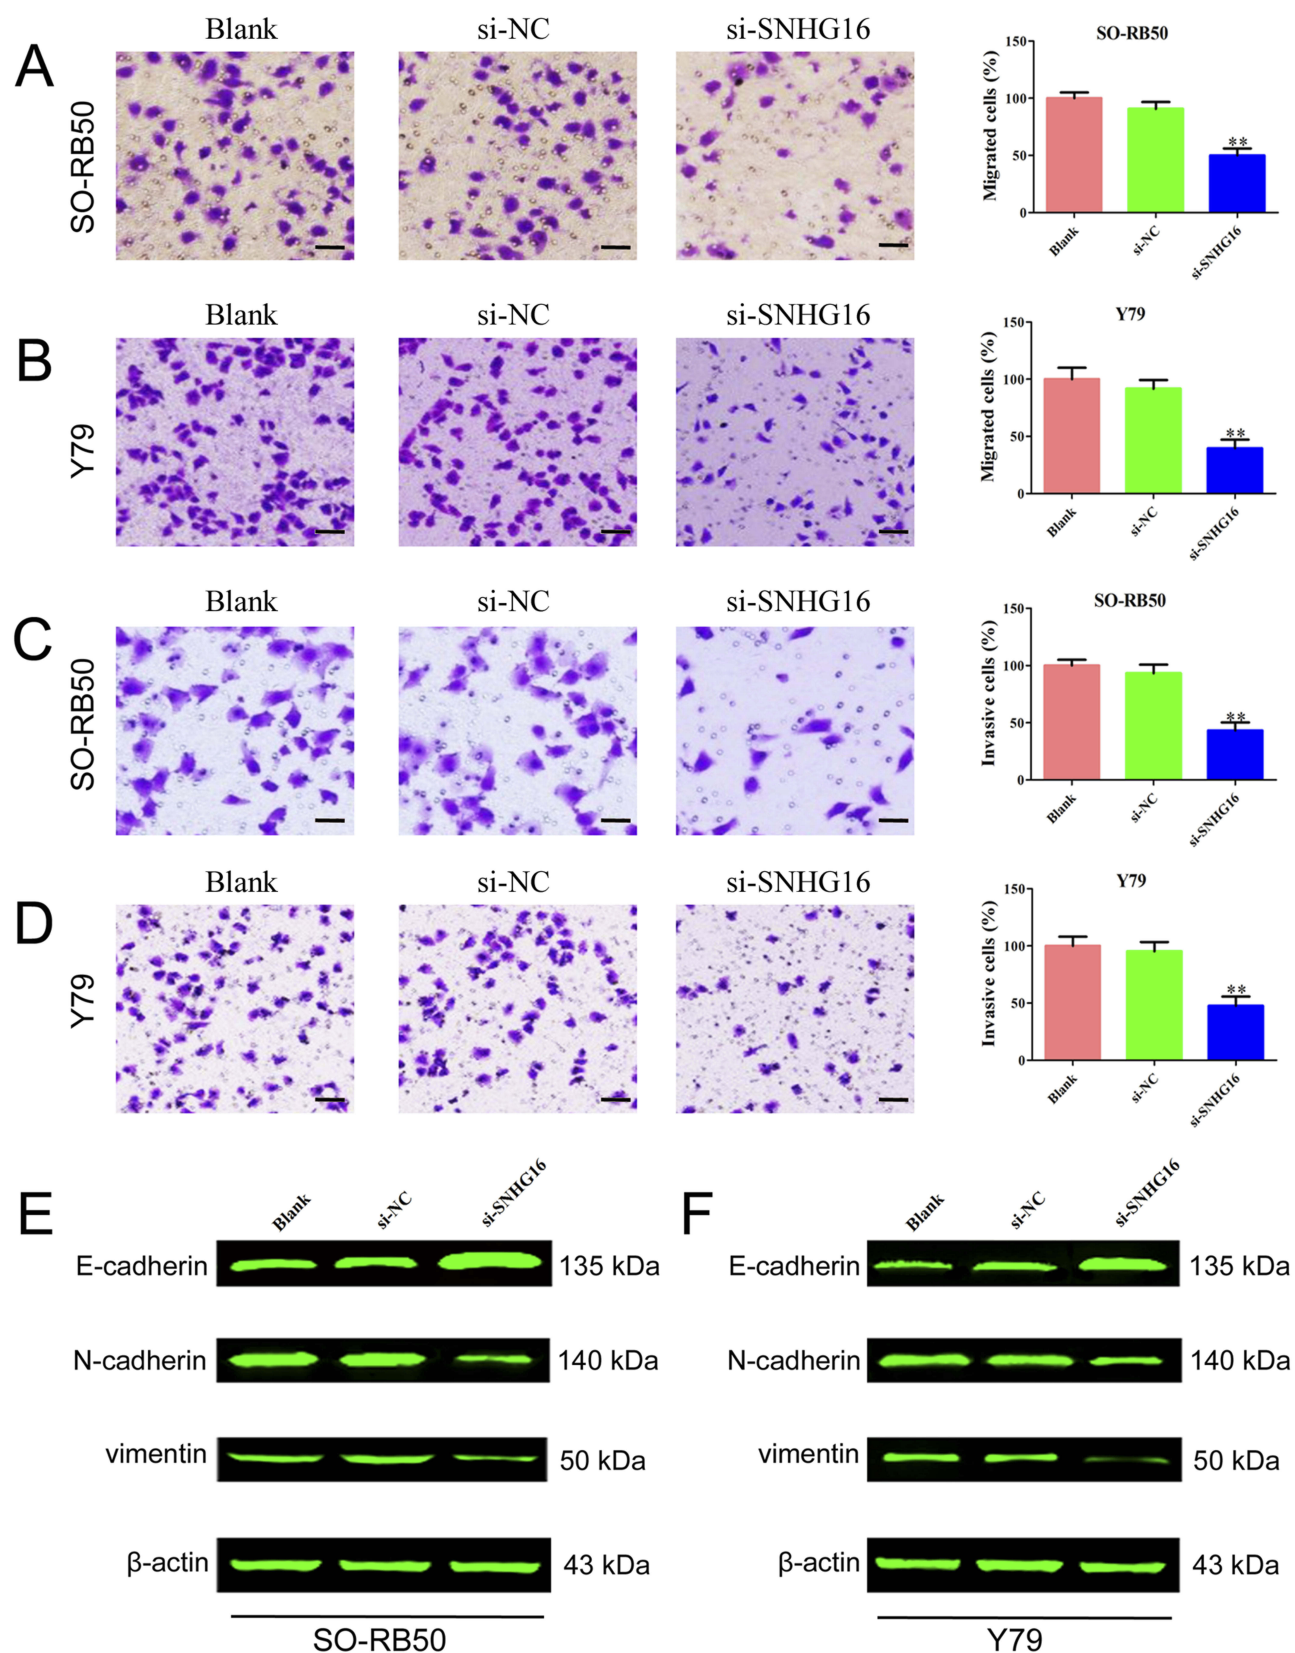 A
SO-RB50
Blank
si-NC
si-SNHG16
SO-RB50
Migrated cells (%)
150
100
50
0
**
Blank
si-NC
si-SNHG16
B
Y79
Blank
si-NC
si-SNHG16
Y79
Migrated cells (%)
150
100
50
0
**
Blank
si-NC
si-SNHG16
C
SO-RB50
Blank
si-NC
si-SNHG16
SO-RB50
Invasive cells (%)
150
100
50
0
**
Blank
si-NC
si-SNHG16
D
Y79
Blank
si-NC
si-SNHG16
Y79
Invasive cells (%)
150
100
50
0
**
Blank
si-NC
si-SNHG16
E
Blank
si-NC
si-SNHG16
E-cadherin
135 kDa
N-cadherin
140 kDa
vimentin
50 kDa
β-actin
43 kDa
SO-RB50
F
Blank
si-NC
si-SNHG16
E-cadherin
135 kDa
N-cadherin
140 kDa
vimentin
50 kDa
β-actin
43 kDa
Y79